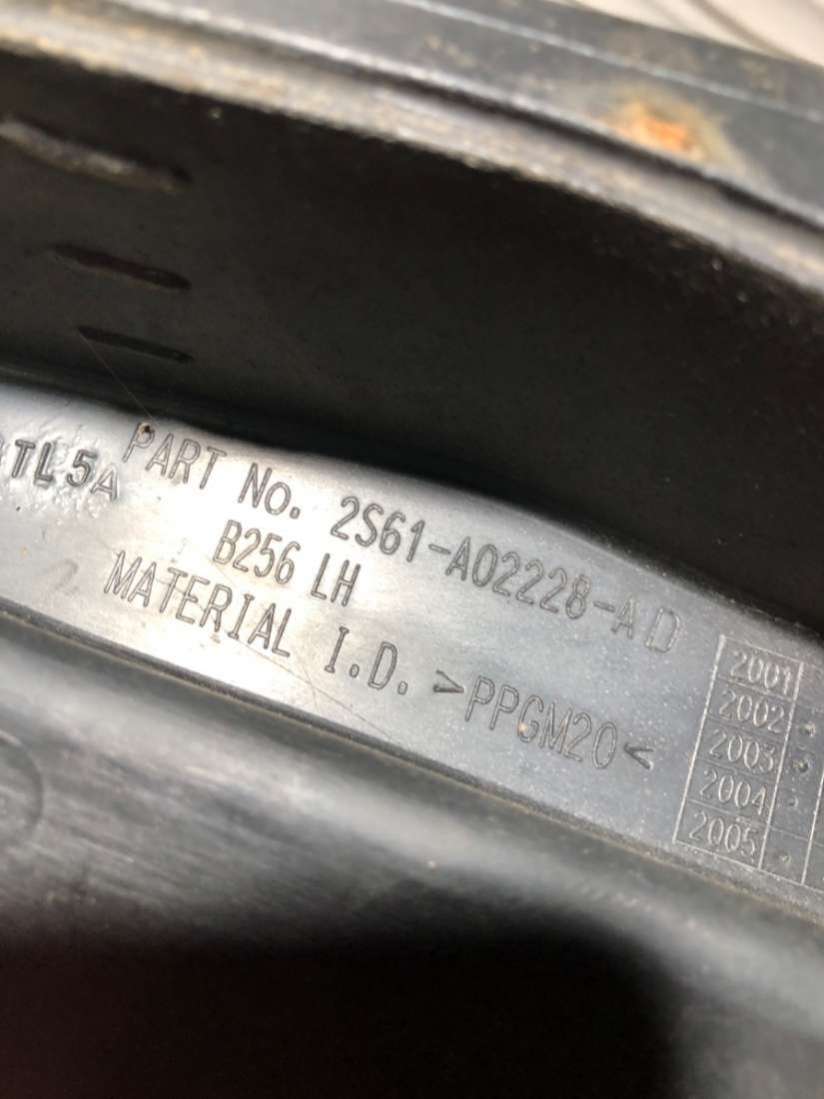 TL5A
PART No. 2S61-A02228-AD
B256 LH
MATERIAL I.D. >PPGM20<
2001
2002
2003
2004
2005